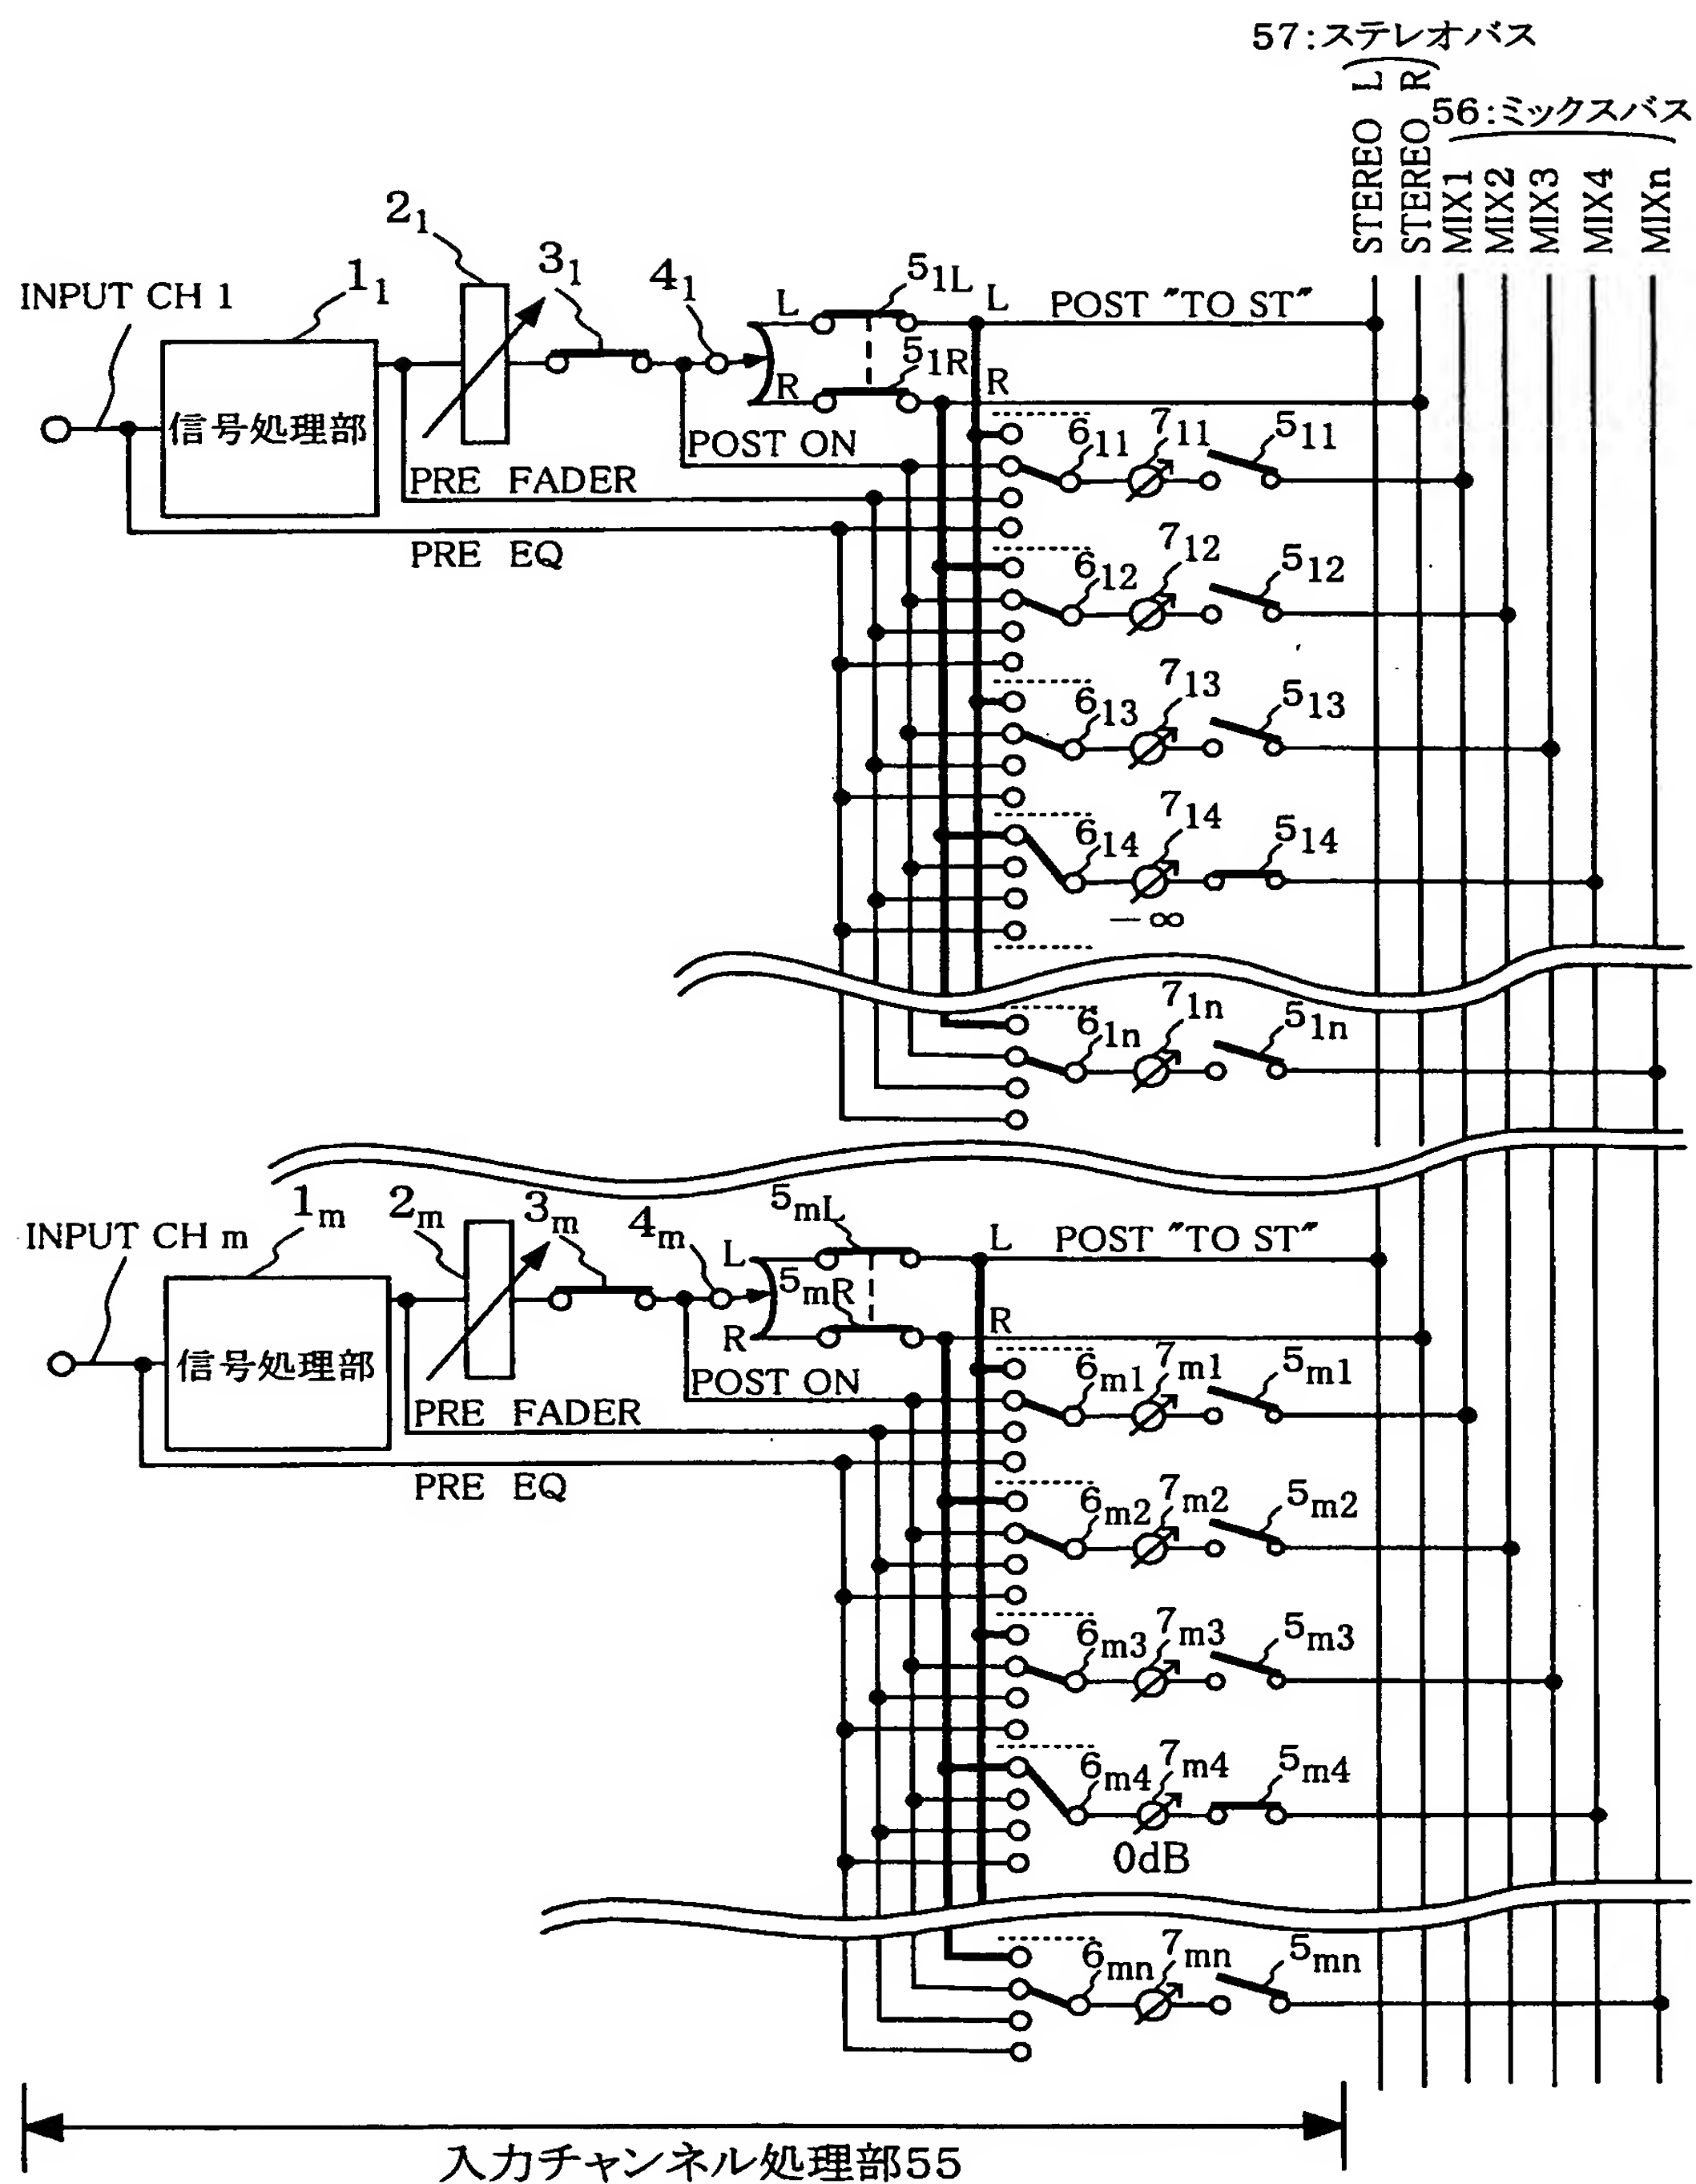 57:ステレオバス
56:ミックスバス
STEREO L
STEREO R
MIX1
MIX2
MIX3
MIX4
MIXn
INPUT CH 1
1₁
2₁
3₁
4₁
5₁L
5₁R
L
R
L
R
POST "TO ST"
信号処理部
POST ON
PRE FADER
PRE EQ
6₁₁
7₁₁
5₁₁
6₁₂
7₁₂
5₁₂
6₁₃
7₁₃
5₁₃
6₁₄
7₁₄
5₁₄
−∞
6₁n
7₁n
5₁n
INPUT CH m
1m
2m
3m
4m
5mL
5mR
L
R
L
R
POST "TO ST"
信号処理部
POST ON
PRE FADER
PRE EQ
6m1
7m1
5m1
6m2
7m2
5m2
6m3
7m3
5m3
6m4
7m4
5m4
0dB
6mn
7mn
5mn
入力チャンネル処理部55